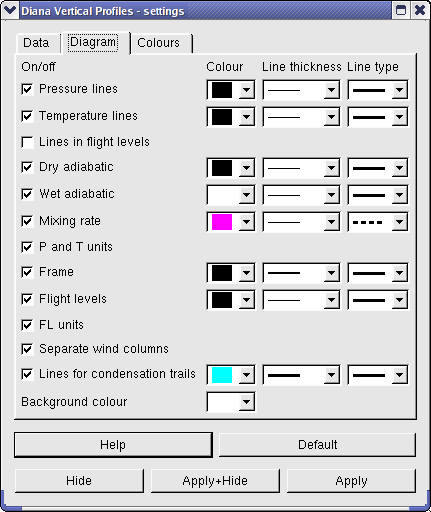 Diana Vertical Profiles - settings
Data Diagram Colours
On/off Colour Line thickness Line type
Pressure lines
Temperature lines
Lines in flight levels
Dry adiabatic
Wet adiabatic
Mixing rate
P and T units
Frame
Flight levels
FL units
Separate wind columns
Lines for condensation trails
Background colour
Help Default
Hide Apply+Hide Apply